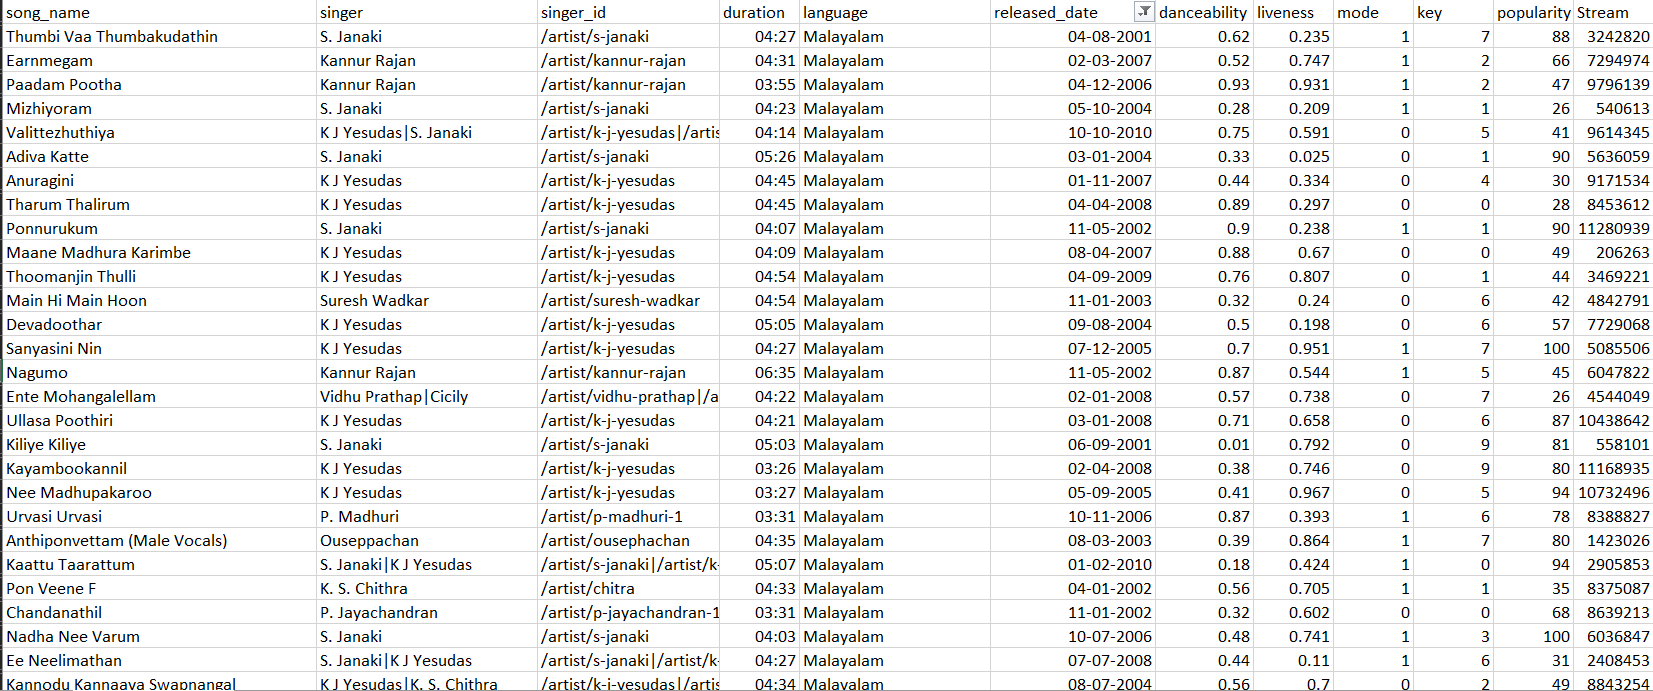 song_name singer singer_id duration language released_date danceability liveness mode key popularity Stream
Thumbi Vaa Thumbakudathin S. Janaki /artist/s-janaki 04:27 Malayalam 04-08-2001 0.62 0.235 1 7 88 3242820
Earnmegam Kannur Rajan /artist/kannur-rajan 04:31 Malayalam 02-03-2007 0.52 0.747 1 2 66 7294974
Paadam Pootha Kannur Rajan /artist/kannur-rajan 03:55 Malayalam 04-12-2006 0.93 0.931 1 2 47 9796139
Mizhiyoram S. Janaki /artist/s-janaki 04:23 Malayalam 05-10-2004 0.28 0.209 1 1 26 540613
Valittezhuthiya K J Yesudas|S. Janaki /artist/k-j-yesudas|/artis 04:14 Malayalam 10-10-2010 0.75 0.591 0 5 41 9614345
Adiva Katte S. Janaki /artist/s-janaki 05:26 Malayalam 03-01-2004 0.33 0.025 0 1 90 5636059
Anuragini K J Yesudas /artist/k-j-yesudas 04:45 Malayalam 01-11-2007 0.44 0.334 0 4 30 9171534
Tharum Thalirum K J Yesudas /artist/k-j-yesudas 04:45 Malayalam 04-04-2008 0.89 0.297 0 0 28 8453612
Ponnurukum S. Janaki /artist/s-janaki 04:07 Malayalam 11-05-2002 0.9 0.238 1 1 90 11280939
Maane Madhura Karimbe K J Yesudas /artist/k-j-yesudas 04:09 Malayalam 08-04-2007 0.88 0.67 0 0 49 206263
Thoomanjin Thulli K J Yesudas /artist/k-j-yesudas 04:54 Malayalam 04-09-2009 0.76 0.807 0 1 44 3469221
Main Hi Main Hoon Suresh Wadkar /artist/suresh-wadkar 04:54 Malayalam 11-01-2003 0.32 0.24 0 6 42 4842791
Devadoothar K J Yesudas /artist/k-j-yesudas 05:05 Malayalam 09-08-2004 0.5 0.198 0 6 57 7729068
Sanyasini Nin K J Yesudas /artist/k-j-yesudas 04:27 Malayalam 07-12-2005 0.7 0.951 1 7 100 5085506
Nagumo Kannur Rajan /artist/kannur-rajan 06:35 Malayalam 11-05-2002 0.87 0.544 1 5 45 6047822
Ente Mohangalellam Vidhu Prathap|Cicily /artist/vidhu-prathap|/a 04:22 Malayalam 02-01-2008 0.57 0.738 0 7 26 4544049
Ullasa Poothiri K J Yesudas /artist/k-j-yesudas 04:21 Malayalam 03-01-2008 0.71 0.658 0 6 87 10438642
Kiliye Kiliye S. Janaki /artist/s-janaki 05:03 Malayalam 06-09-2001 0.01 0.792 0 9 81 558101
Kayambookannil K J Yesudas /artist/k-j-yesudas 03:26 Malayalam 02-04-2008 0.38 0.746 0 9 80 11168935
Nee Madhupakaroo K J Yesudas /artist/k-j-yesudas 03:27 Malayalam 05-09-2005 0.41 0.967 0 5 94 10732496
Urvasi Urvasi P. Madhuri /artist/p-madhuri-1 03:31 Malayalam 10-11-2006 0.87 0.393 1 6 78 8388827
Anthiponvettam (Male Vocals) Ouseppachan /artist/ousephachan 04:35 Malayalam 08-03-2003 0.39 0.864 1 7 80 1423026
Kaattu Taarattum S. Janaki|K J Yesudas /artist/s-janaki|/artist/k- 05:07 Malayalam 01-02-2010 0.18 0.424 1 0 94 2905853
Pon Veene F K. S. Chithra /artist/chitra 04:33 Malayalam 04-01-2002 0.56 0.705 1 1 35 8375087
Chandanathil P. Jayachandran /artist/p-jayachandran-1 03:31 Malayalam 11-01-2002 0.32 0.602 0 0 68 8639213
Nadha Nee Varum S. Janaki /artist/s-janaki 04:03 Malayalam 10-07-2006 0.48 0.741 1 3 100 6036847
Ee Neelimathan S. Janaki|K J Yesudas /artist/s-janaki|/artist/k- 04:27 Malayalam 07-07-2008 0.44 0.11 1 6 31 2408453
Kannodu Kannaaya Swapnangal K J Yesudas|K. S. Chithra /artist/k-j-yesudas|/artis 04:34 Malayalam 08-07-2004 0.56 0.7 0 2 49 8843254